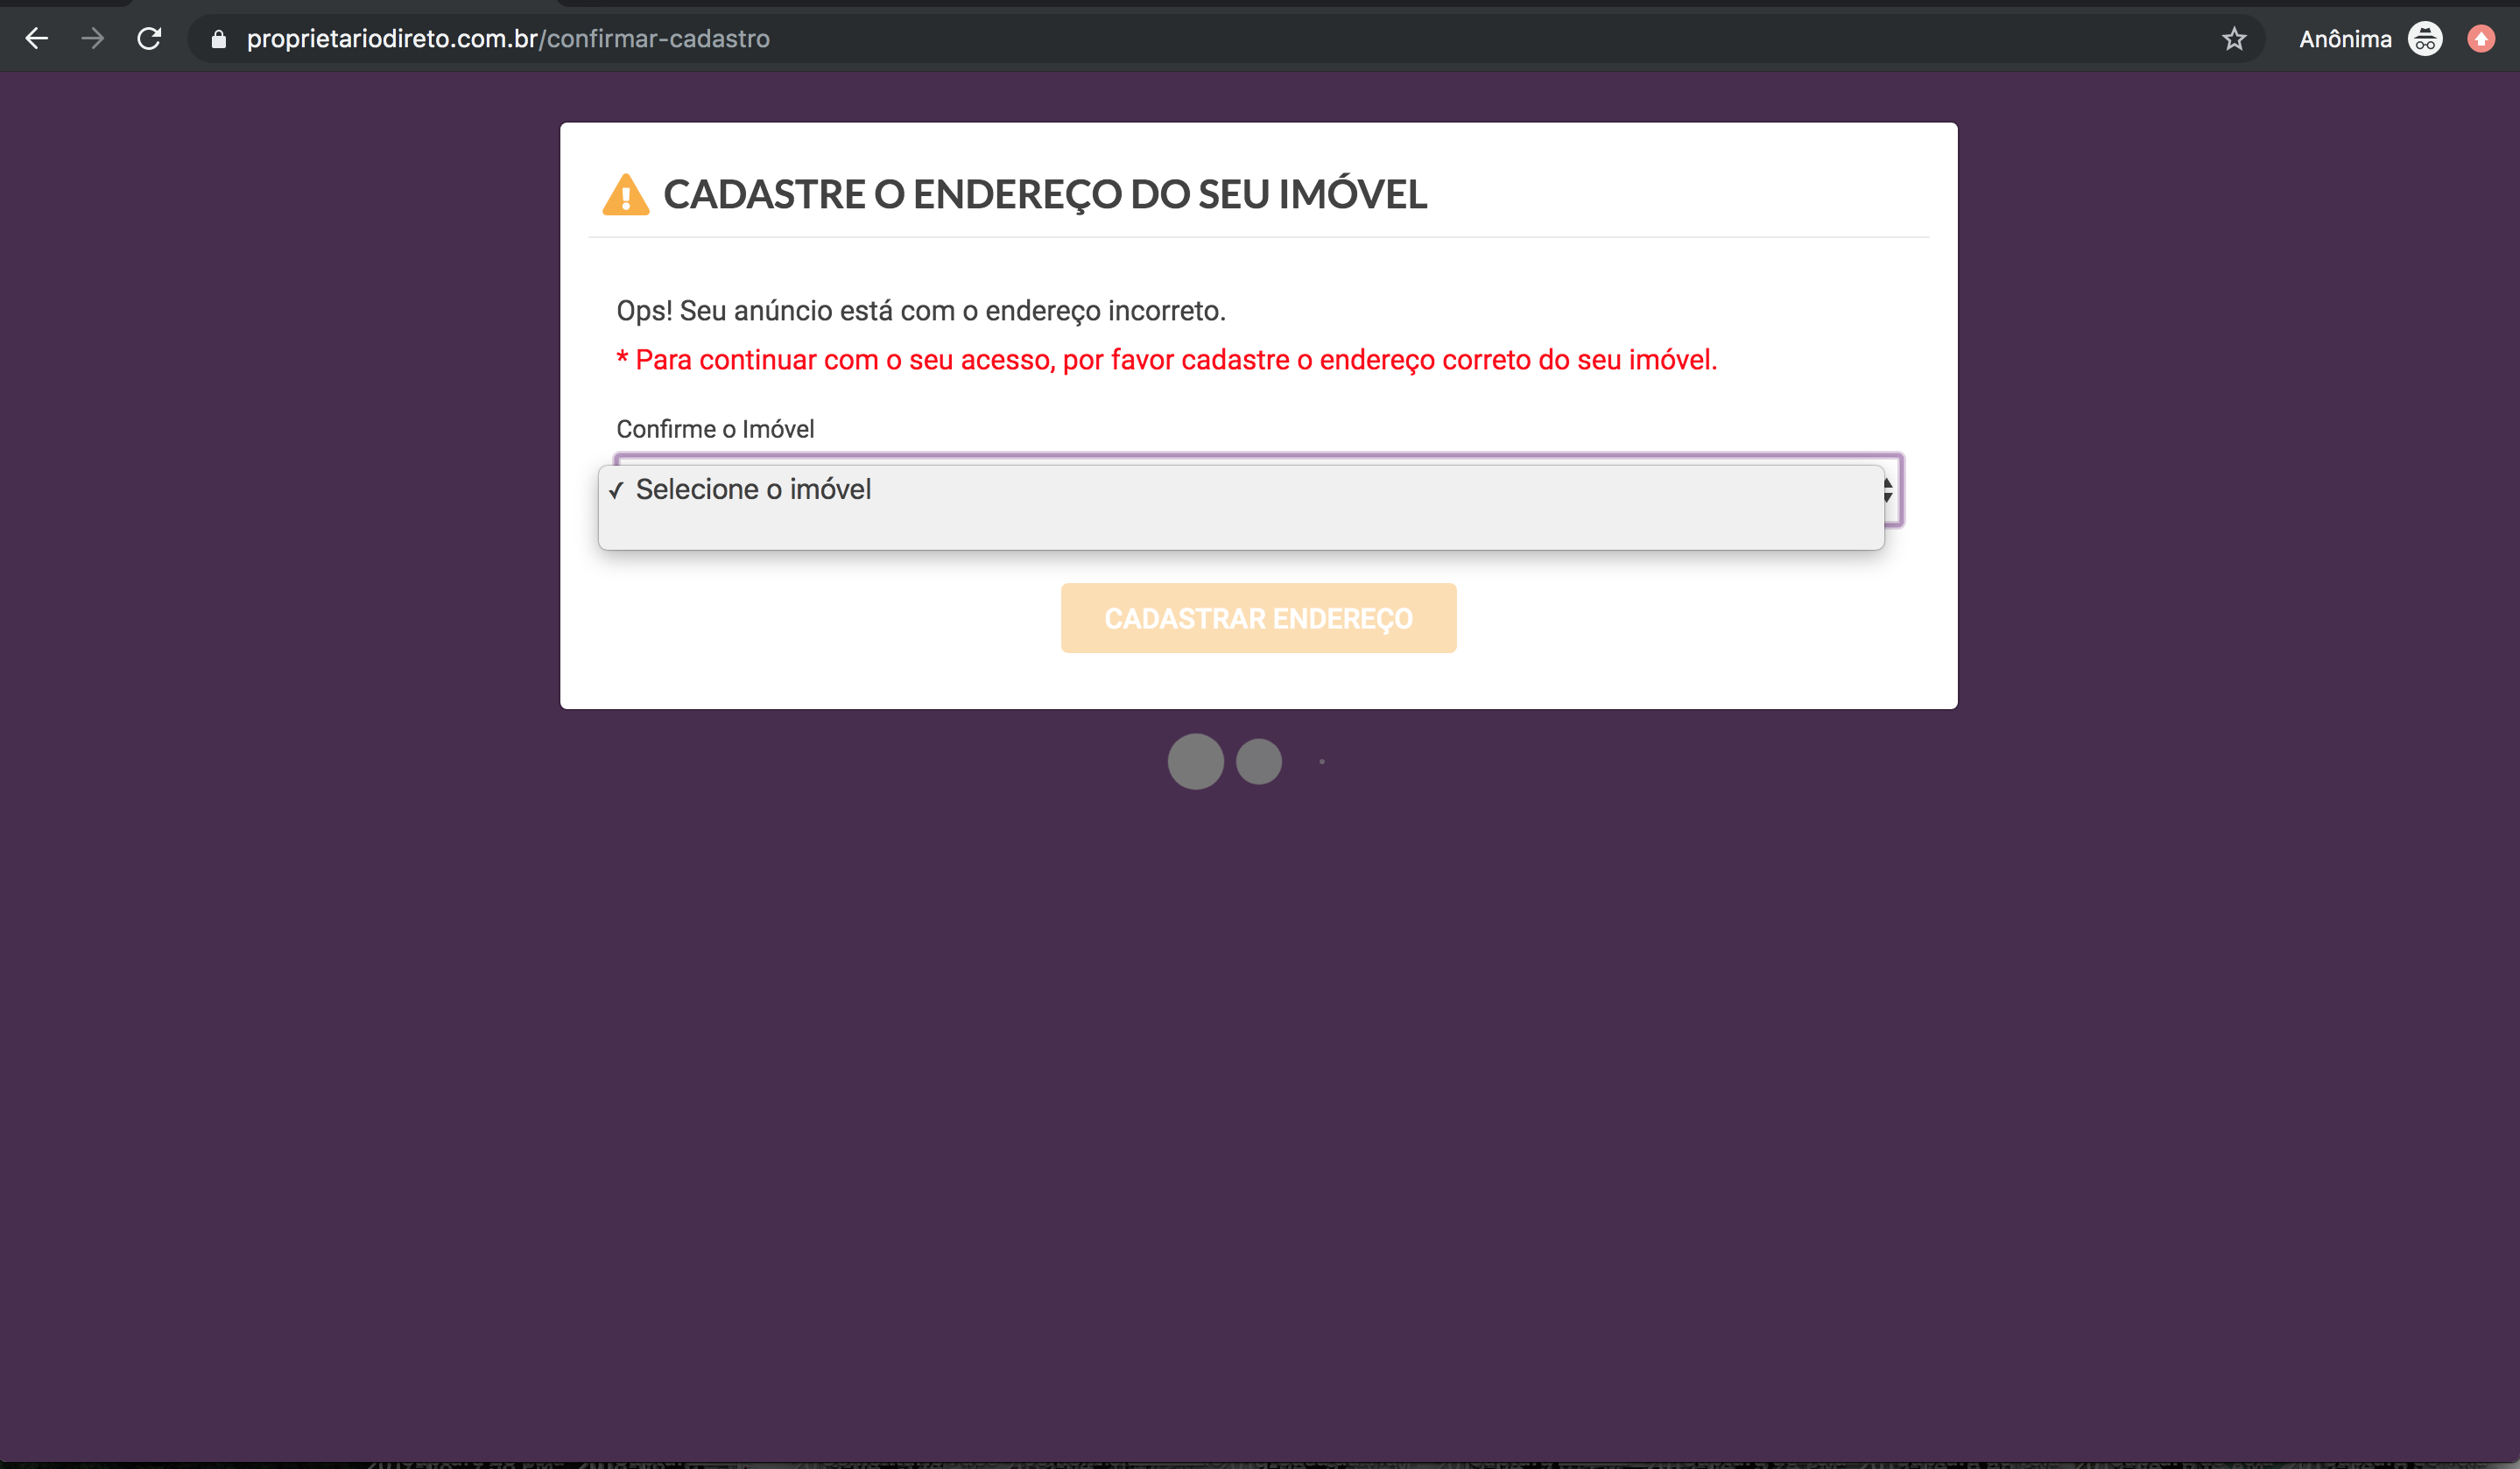 proprietariodireto.com.br/confirmar-cadastro
Anônima
CADASTRE O ENDEREÇO DO SEU IMÓVEL
Ops! Seu anúncio está com o endereço incorreto.
* Para continuar com o seu acesso, por favor cadastre o endereço correto do seu imóvel.
Confirme o Imóvel
✓ Selecione o imóvel
CADASTRAR ENDEREÇO